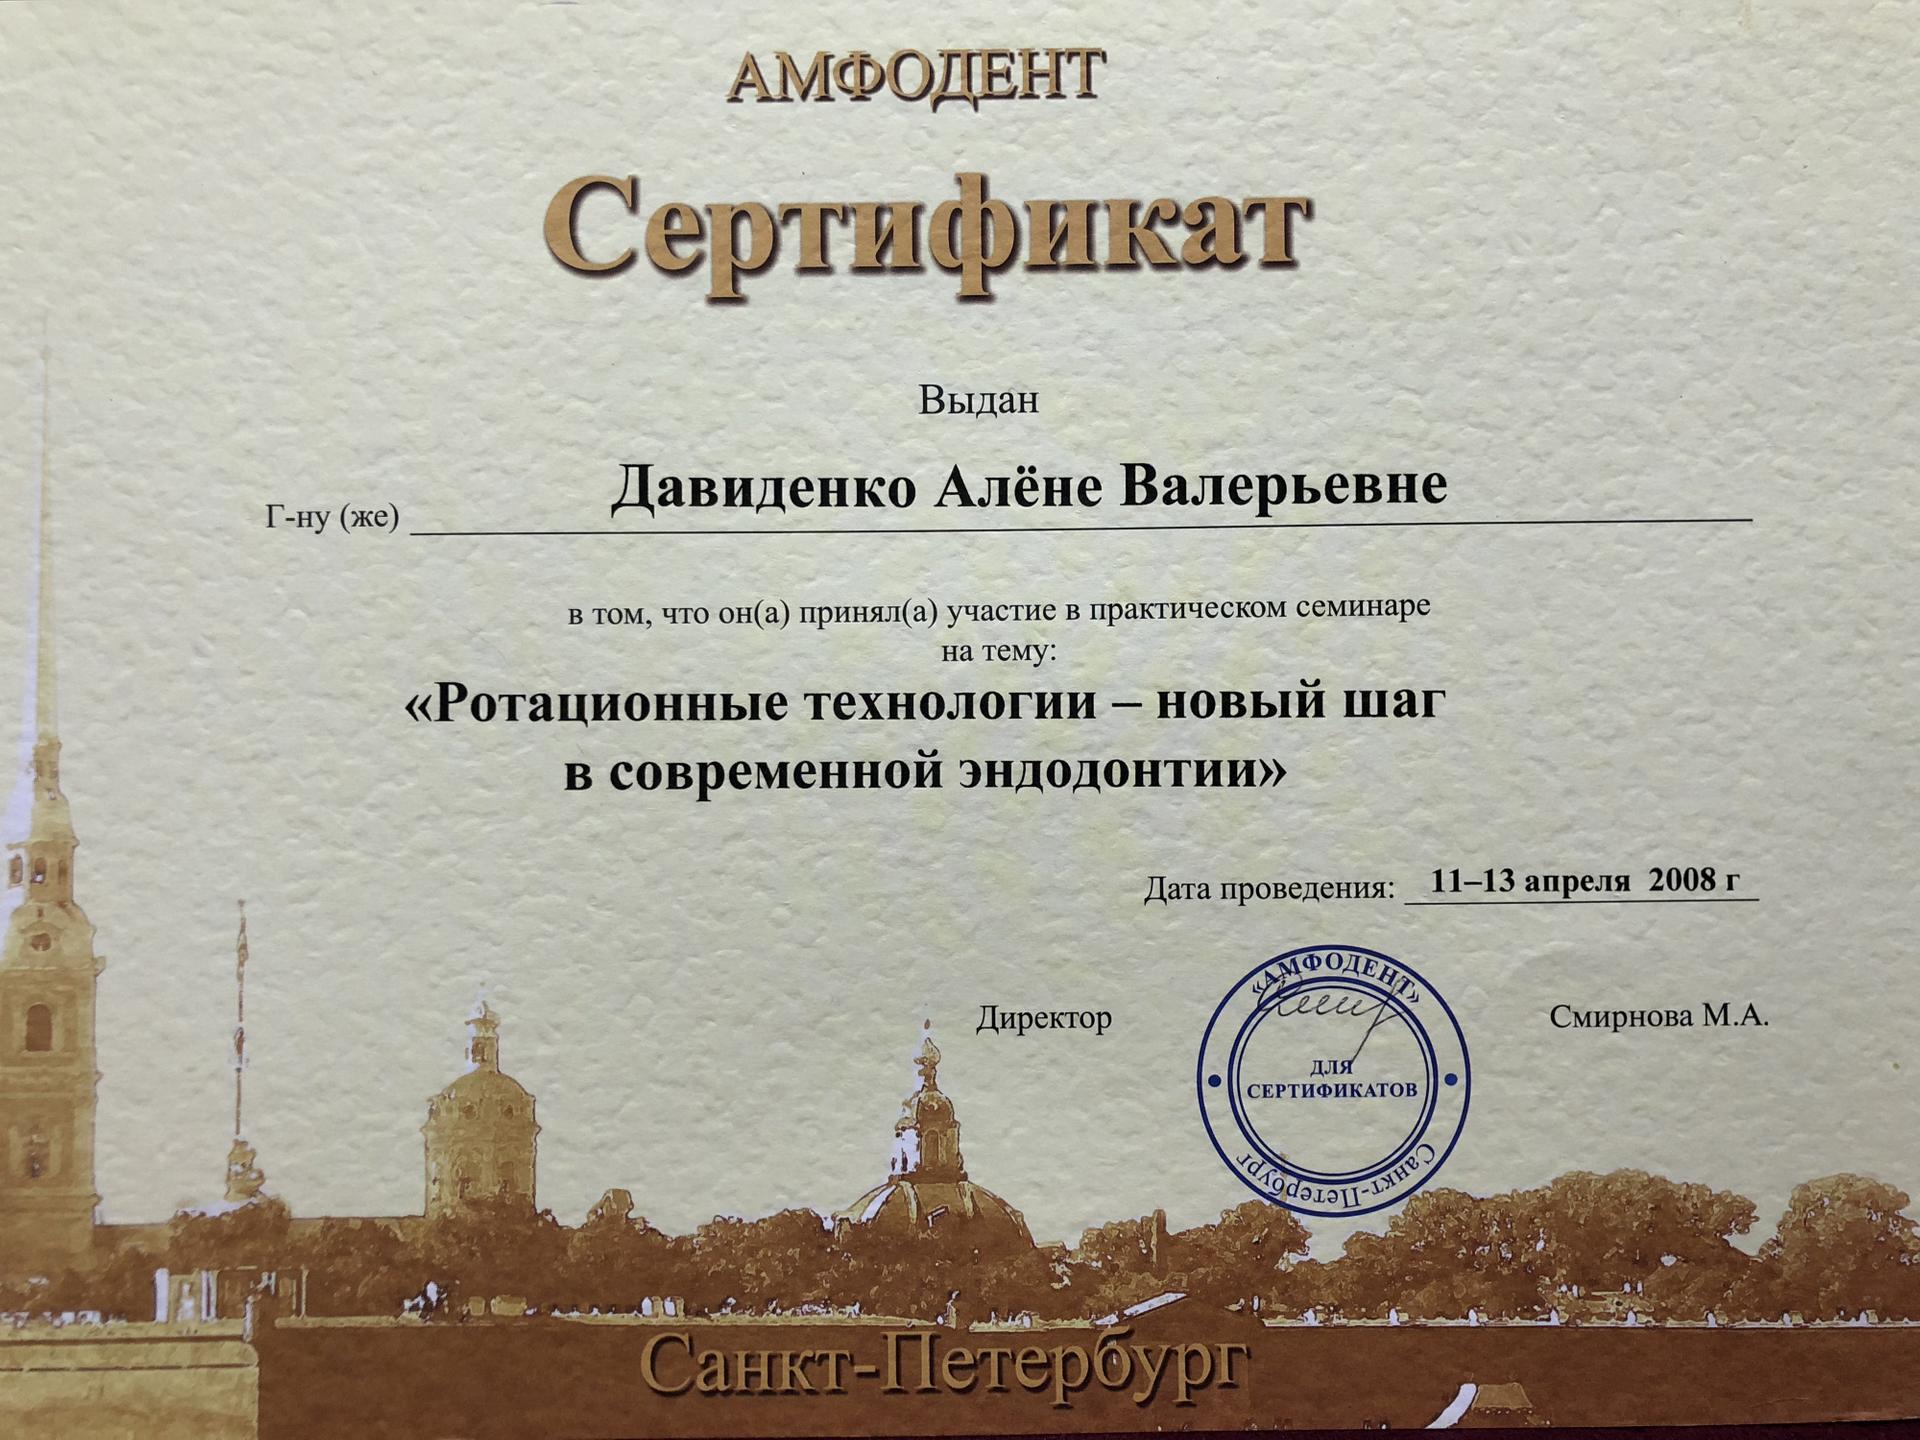 АМФОДЕНТ
Сертификат
Выдан
Г-ну (же) Давиденко Алёне Валерьевне
в том, что он(а) принял(а) участие в практическом семинаре
на тему:
«Ротационные технологии – новый шаг
в современной эндодонтии»
Дата проведения: 11–13 апреля 2008 г
Директор
Смирнова М.А.
«АМФОДЕНТ»
ДЛЯ
СЕРТИФИКАТОВ
Санкт-Петербург
Санкт-Петербург